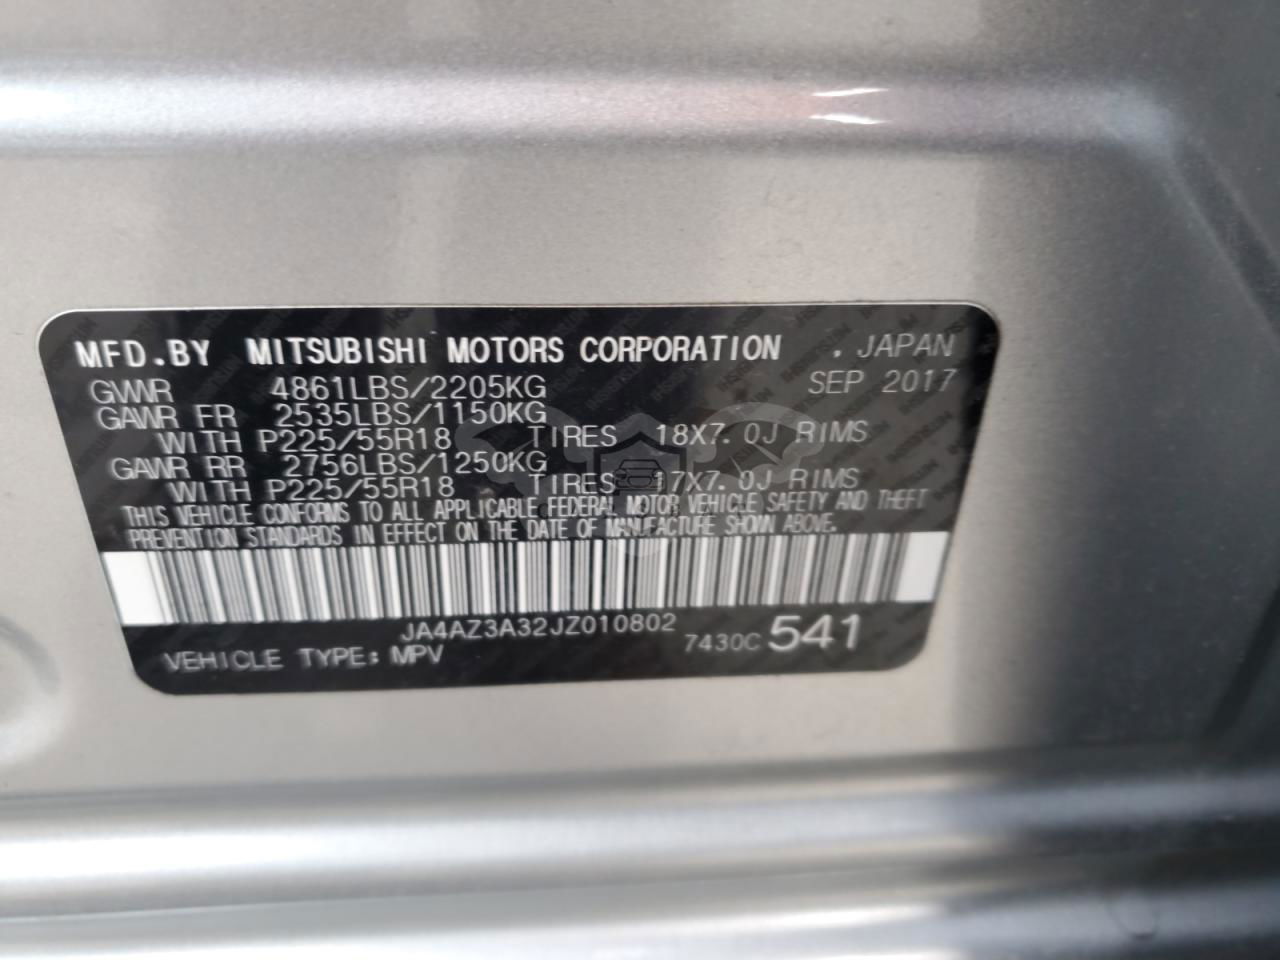 MFD.BY MITSUBISHI MOTORS CORPORATION . JAPAN
GVWR 4861LBS/2205KG SEP 2017
GAWR FR 2535LBS/1150KG
WITH P225/55R18 TIRES 18X7.0J RIMS
GAWR RR 2756LBS/1250KG
WITH P225/55R18 TIRES 17X7.0J RIMS
THIS VEHICLE CONFORMS TO ALL APPLICABLE FEDERAL MOTOR VEHICLE SAFETY AND THEFT
PREVENTION STANDARDS IN EFFECT ON THE DATE OF MANUFACTURE SHOWN ABOVE.
JA4AZ3A32JZ010802
VEHICLE TYPE: MPV 7430C 541